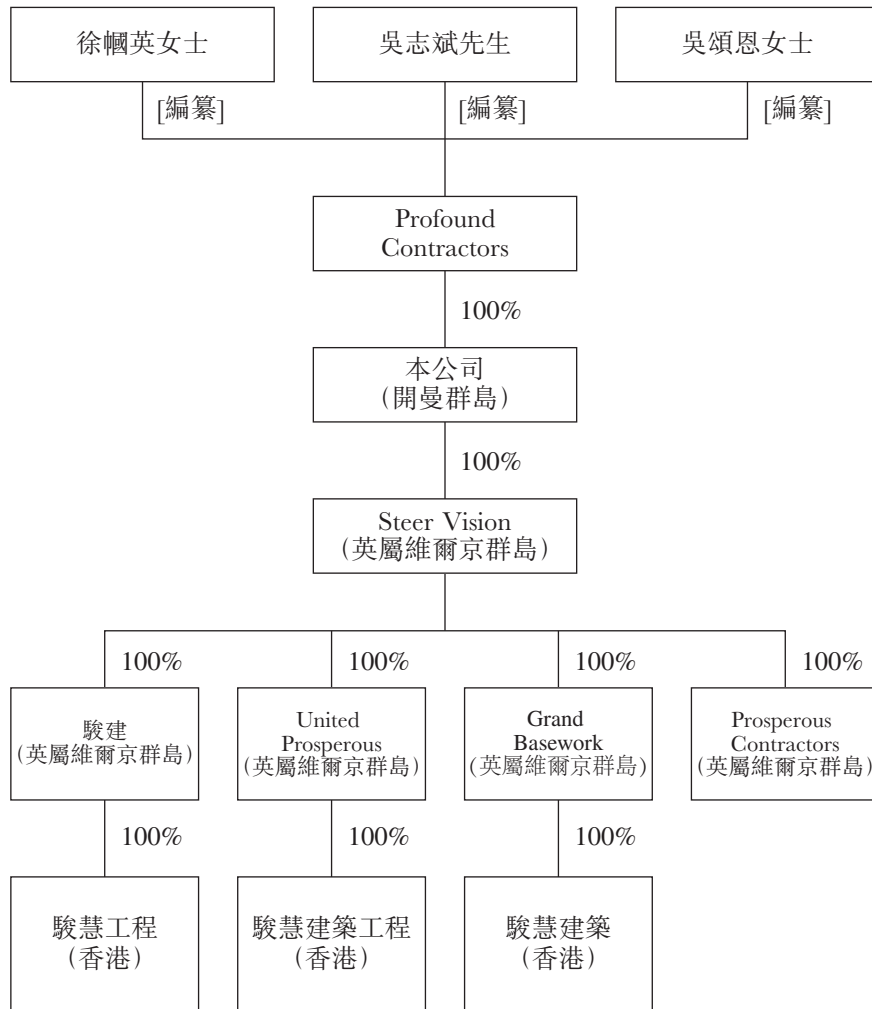 徐幗英女士
吳志斌先生
吳頌恩女士
[編纂]
[編纂]
[編纂]
Profound
Contractors
100%
本公司
(開曼群島)
100%
Steer Vision
(英屬維爾京群島)
100%
100%
100%
100%
駿建
(英屬維爾京群島)
United
Prosperous
(英屬維爾京群島)
Grand
Basework
(英屬維爾京群島)
Prosperous
Contractors
(英屬維爾京群島)
100%
100%
100%
駿慧工程
(香港)
駿慧建築工程
(香港)
駿慧建築
(香港)